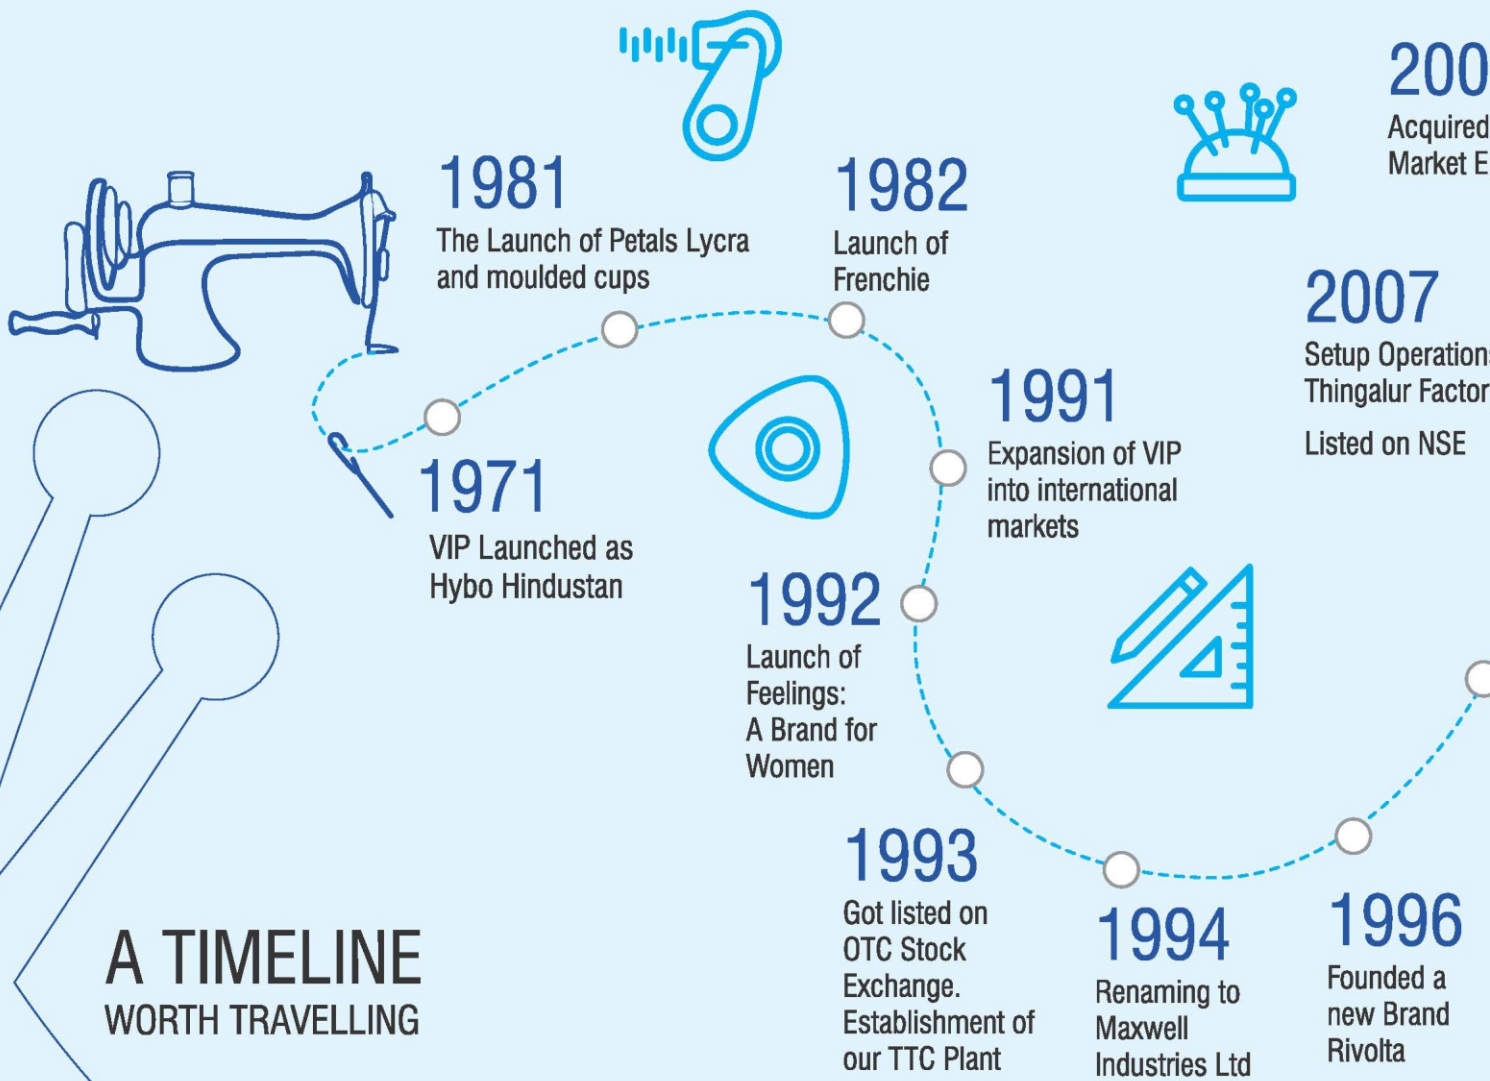 1981
The Launch of Petals Lycra
and moulded cups
1982
Launch of
Frenchie
1971
VIP Launched as
Hybo Hindustan
1991
Expansion of VIP
into international
markets
1992
Launch of
Feelings:
A Brand for
Women
1993
Got listed on
OTC Stock
Exchange.
Establishment of
our TTC Plant
1994
Renaming to
Maxwell
Industries Ltd
1996
Founded a
new Brand
Rivolta
2007
Setup
Thingalur
Listed on NSE
Acquired
Market
A TIMELINE
WORTH TRAVELLING